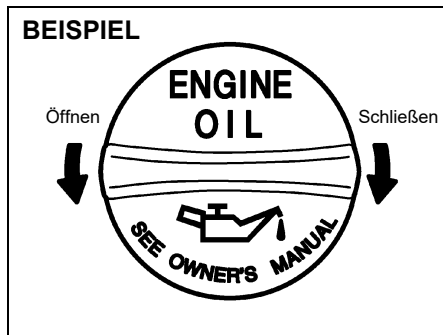 BEISPIEL
ENGINE
OIL
Öffnen
Schließen
SEE OWNER'S MANUAL